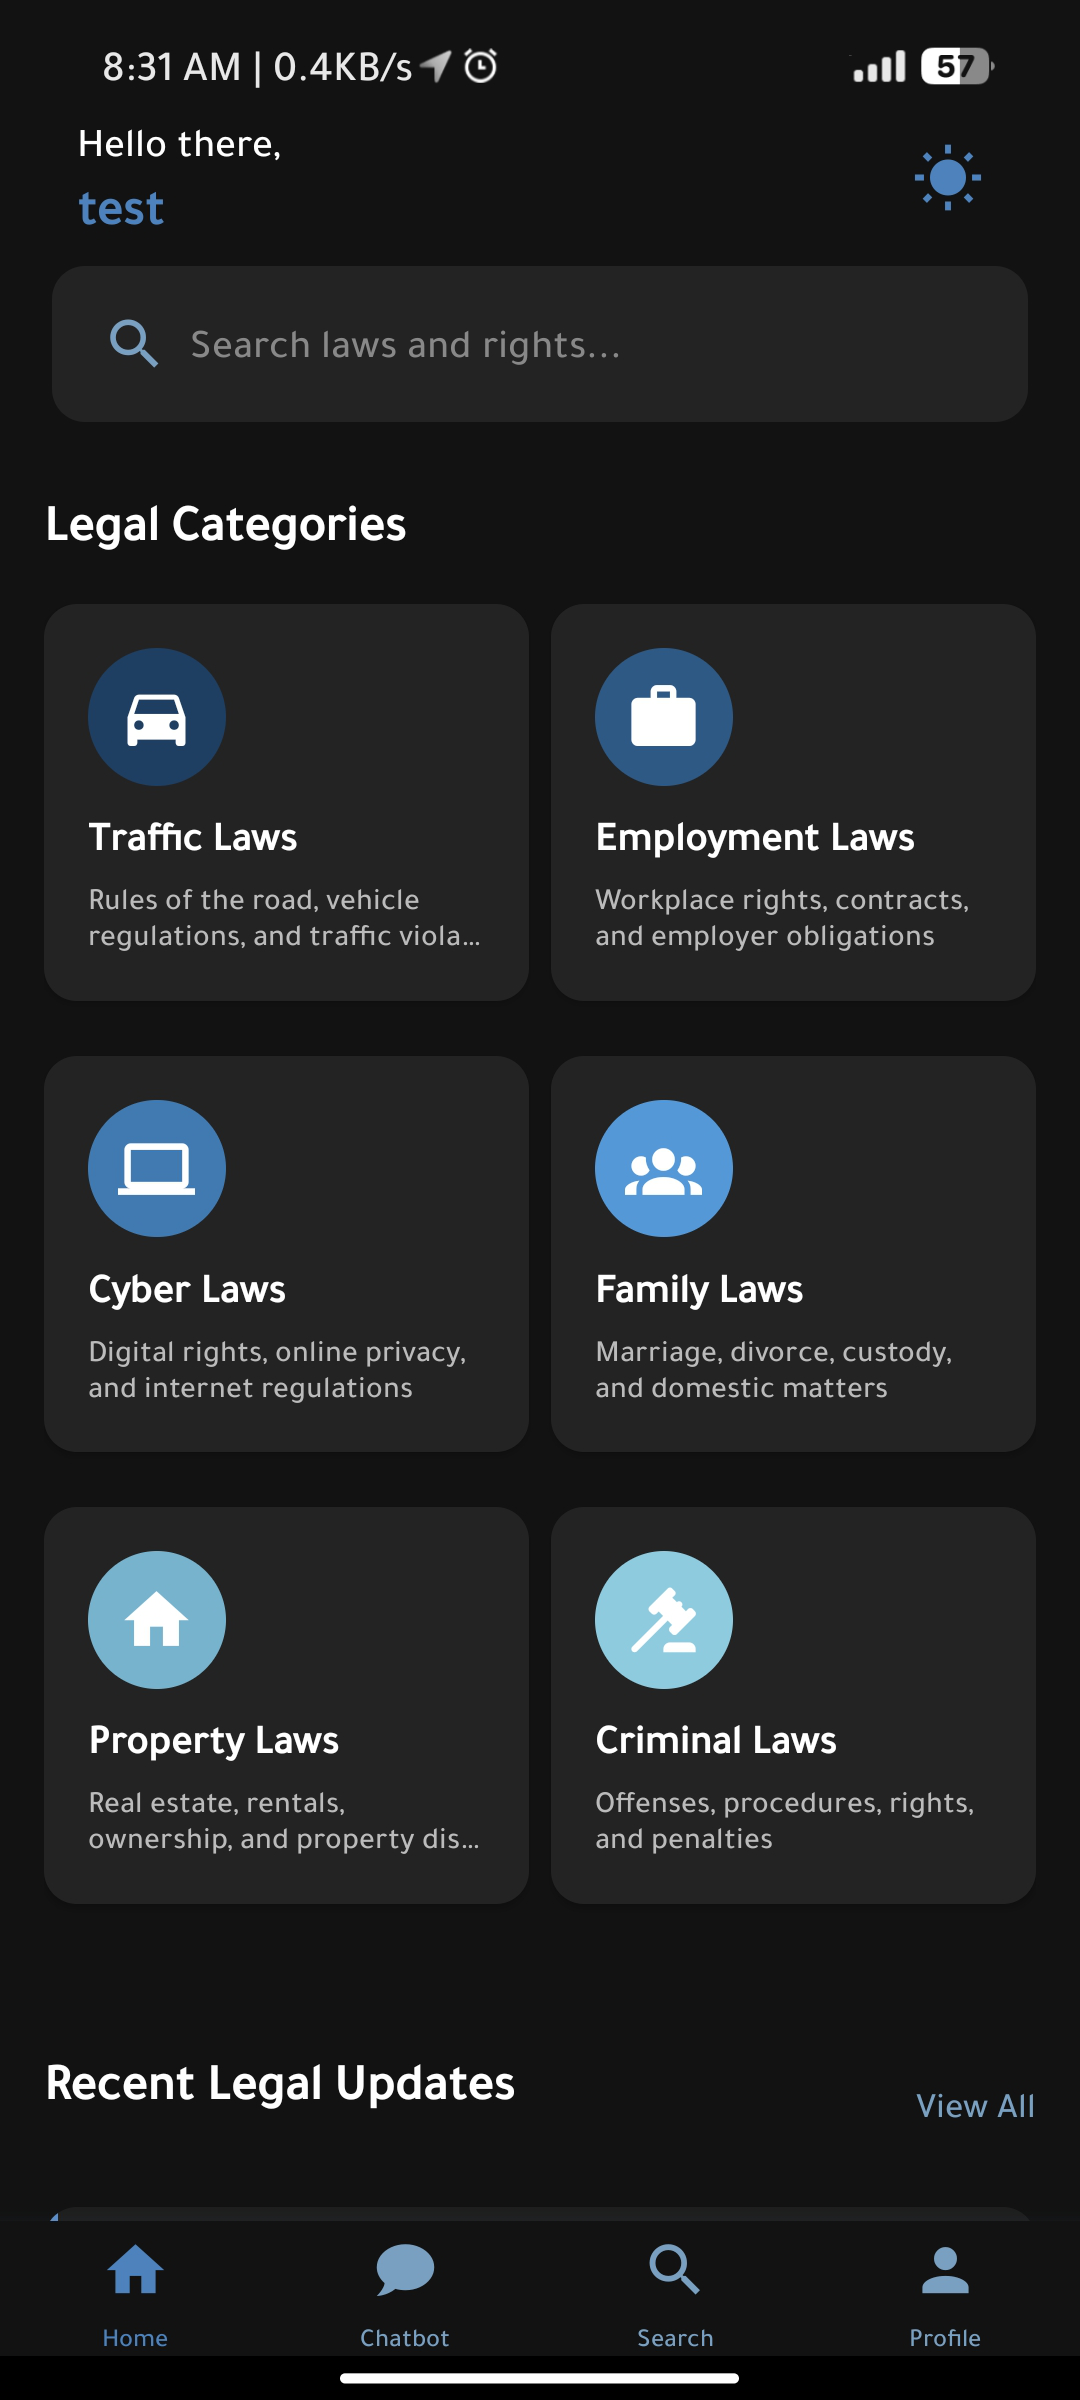 8:31 AM | 0.4KB/s
57
Hello there,
test
Search laws and rights...
Legal Categories
Traffic Laws
Rules of the road, vehicle
regulations, and traffic viola...
Employment Laws
Workplace rights, contracts,
and employer obligations
Cyber Laws
Digital rights, online privacy,
and internet regulations
Family Laws
Marriage, divorce, custody,
and domestic matters
Property Laws
Real estate, rentals,
ownership, and property dis...
Criminal Laws
Offenses, procedures, rights,
and penalties
Recent Legal Updates
View All
Home
Chatbot
Search
Profile